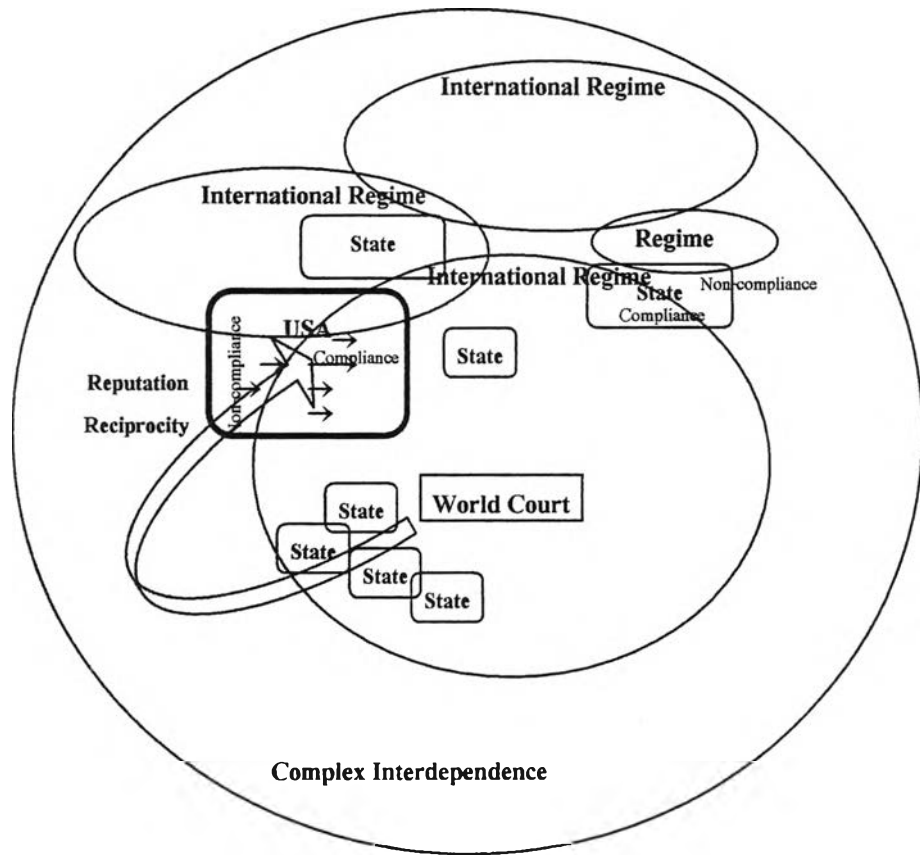 International Regime
International Regime
State
Regime
International Regime
Non-compliance
State
Compliance
USA
Compliance
Non-compliance
State
Reputation
Reciprocity
State
World Court
State
State
State
Complex Interdependence